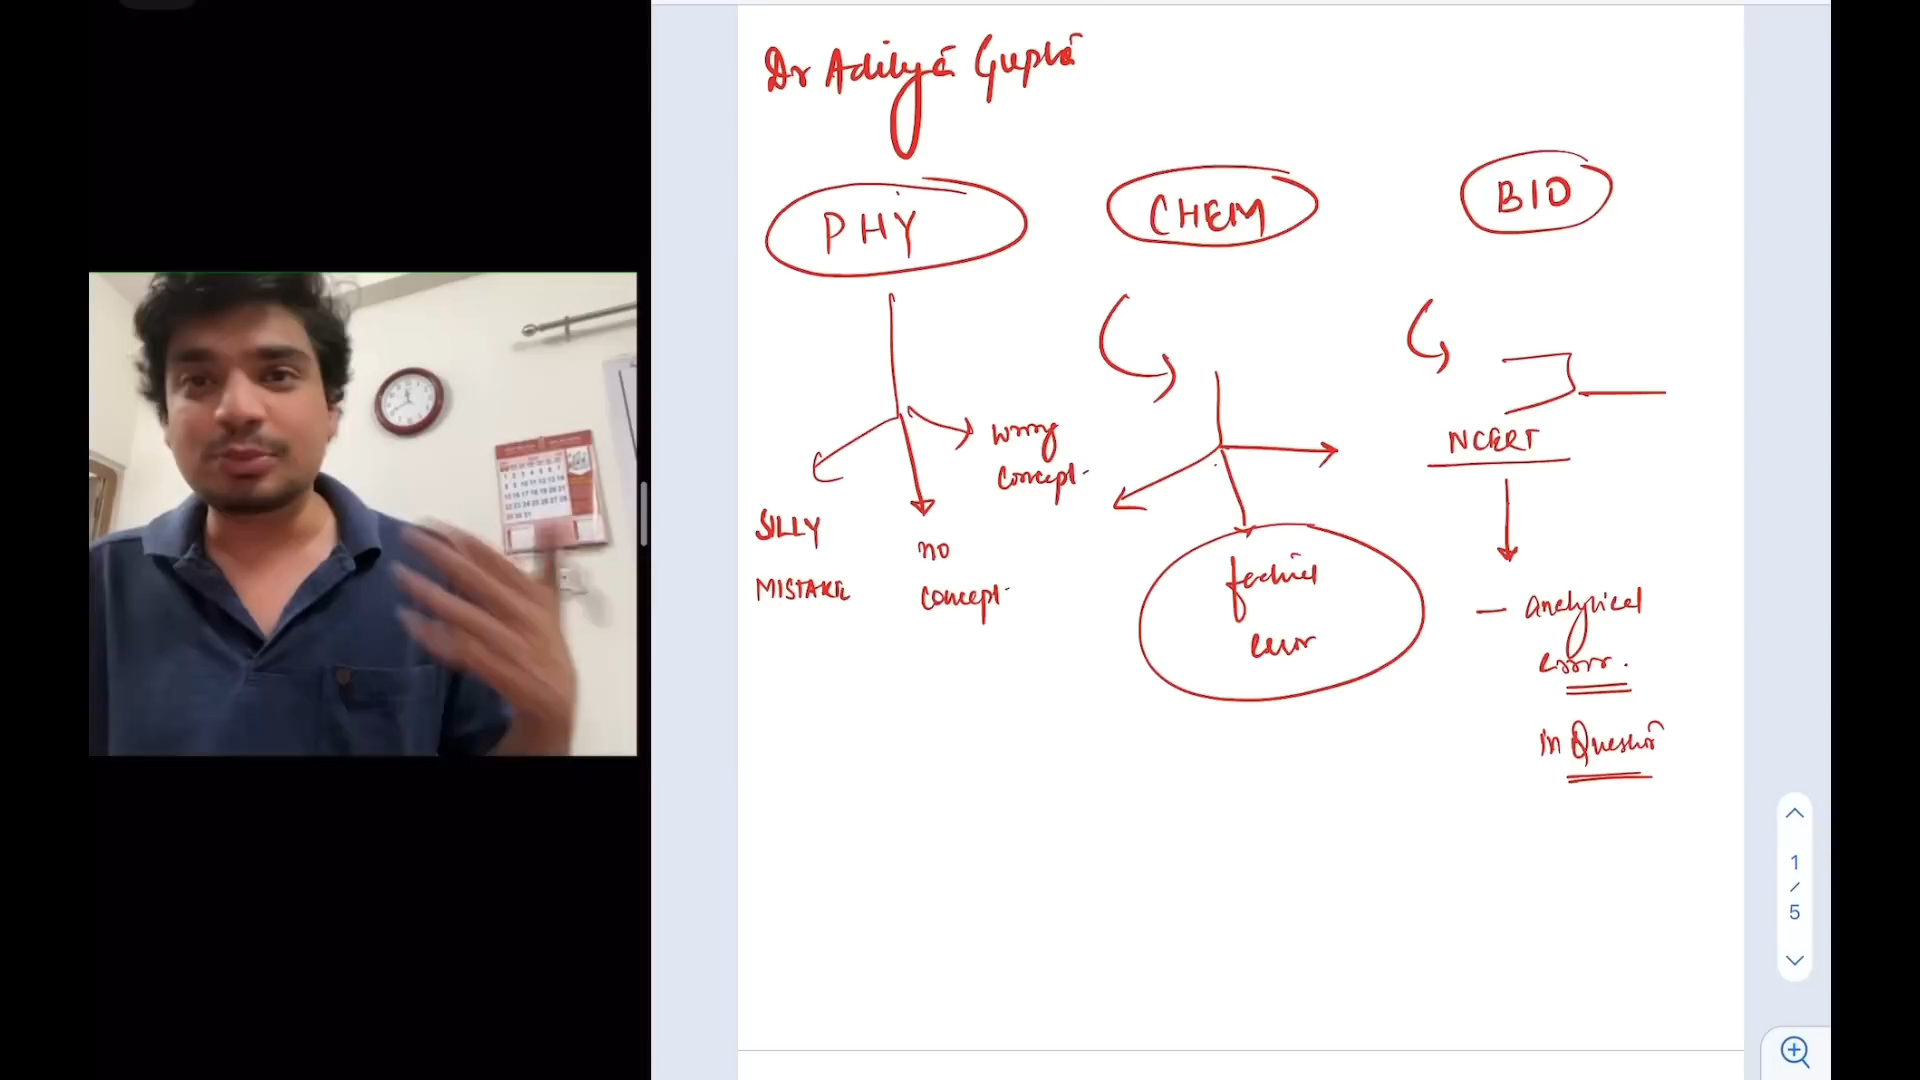 Dr Aditya Gupta
PHY
CHEM
BIO
wrong
concept.
SILLY
MISTAKE
no
concept.
factual
error
NCERT
— analytical
error.
in Question
1
/
5